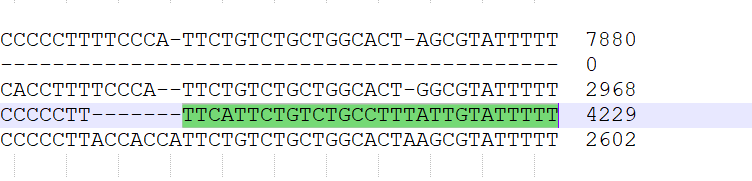 CCCCCTTTTCCCA-TTCTGTCTGCTGGCACT-AGCGTATTTTT 7880
------------------------------------------- 0
CACCTTTTCCCA--TTCTGTCTGCTGGCACT-GGCGTATTTTT 2968
CCCCCTT-------TTCATTCTGTCTGCCTTTATTGTATTTTT 4229
CCCCCTTACCACCATTCTGTCTGCTGGCACTAAGCGTATTTTT 2602